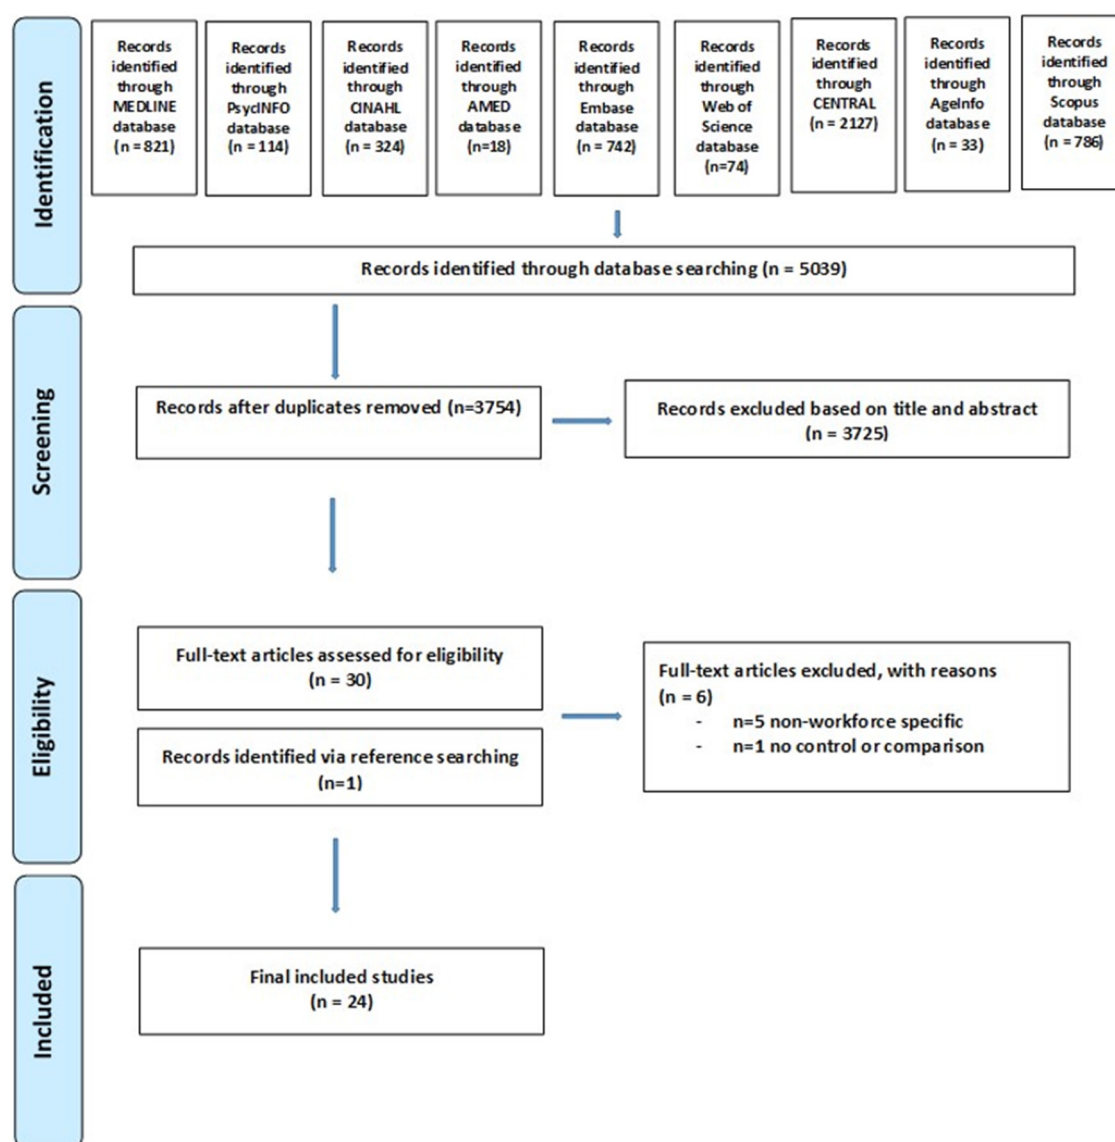 Identification
Records
identified
through
MEDLINE
database
(n = 821)
Records
identified
through
PsycINFO
database
(n = 114)
Records
identified
through
CINAHL
database
(n = 324)
Records
identified
through
AMED
database
(n=18)
Records
identified
through
Embase
database
(n = 742)
Records
identified
through
Web of
Science
database
(n=74)
Records
identified
through
CENTRAL
(n = 2127)
Records
identified
through
AgeInfo
database
(n = 33)
Records
identified
through
Scopus
database
(n = 786)
Records identified through database searching (n = 5039)
Screening
Records after duplicates removed (n=3754)
Records excluded based on title and abstract
(n = 3725)
Eligibility
Full-text articles assessed for eligibility
(n = 30)
Records identified via reference searching
(n=1)
Full-text articles excluded, with reasons
(n = 6)
- n=5 non-workforce specific
- n=1 no control or comparison
Included
Final included studies
(n = 24)